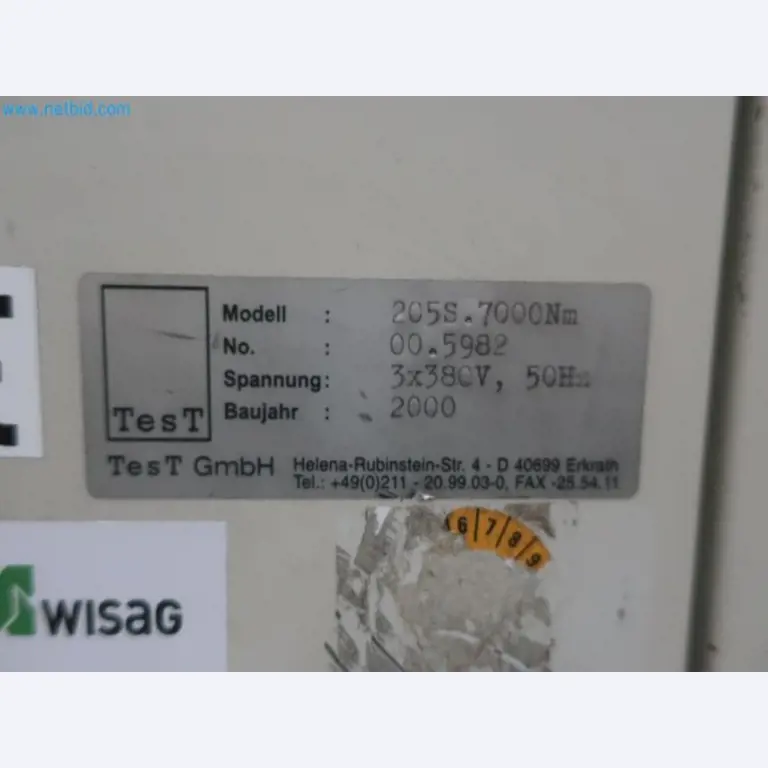 www.netbid.com
Modell : 205S.7000Nm
No. : 00.5982
Spannung: 3x380V, 50Hz
Baujahr : 2000
TesT
TesT GmbH Helena-Rubinstein-Str. 4 - D 40699 Erkrath
Tel.: +49(0)211 - 20.99.03-0, FAX -25.54.11
6 7 8 9
WISAG